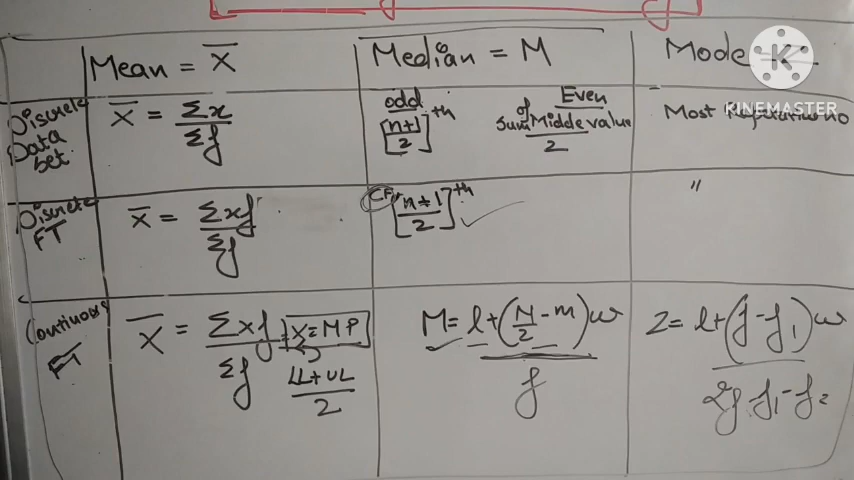 Mean = X̅
Median = M
Mode
K
KINEMASTER
Discrete
Data
Set
X̅ = Σx
Σf
odd
[n+1/2]th
Even
Sum of Midde value
2
Most
no
Discrete
FT
x̅ = Σxf
Σf
CF
[n+1/2]th
"
FT
X̅ = Σxf
Σf
X = MP
LL+UL
2
M = l+(N/2-m)w
f
Z = l+(f-f₁)w
2f-f₁-f₂